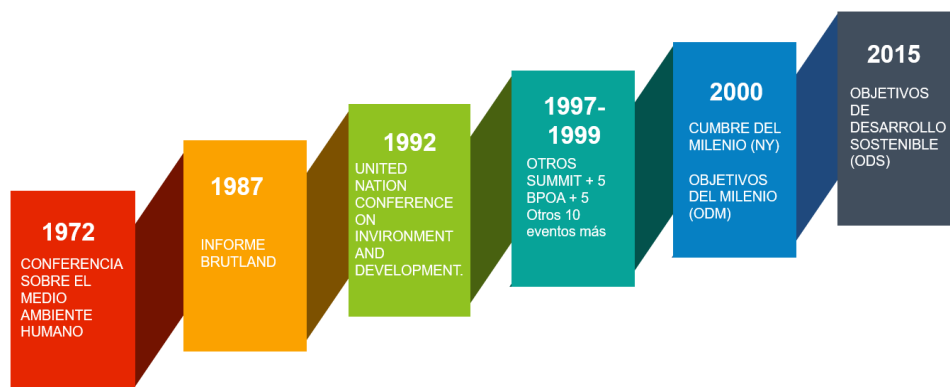 1972
CONFERENCIA
SOBRE EL
MEDIO
AMBIENTE
HUMANO
1987
INFORME
BRUTLAND
1992
UNITED
NATION
CONFERENCE
ON
INVIRONMENT
AND
DEVELOPMENT.
1997-
1999
OTROS
SUMMIT + 5
BPOA + 5
Otros 10
eventos más
2000
CUMBRE DEL
MILENIO (NY)
OBJETIVOS
DEL MILENIO
(ODM)
2015
OBJETIVOS
DE
DESARROLLO
SOSTENIBLE
(ODS)